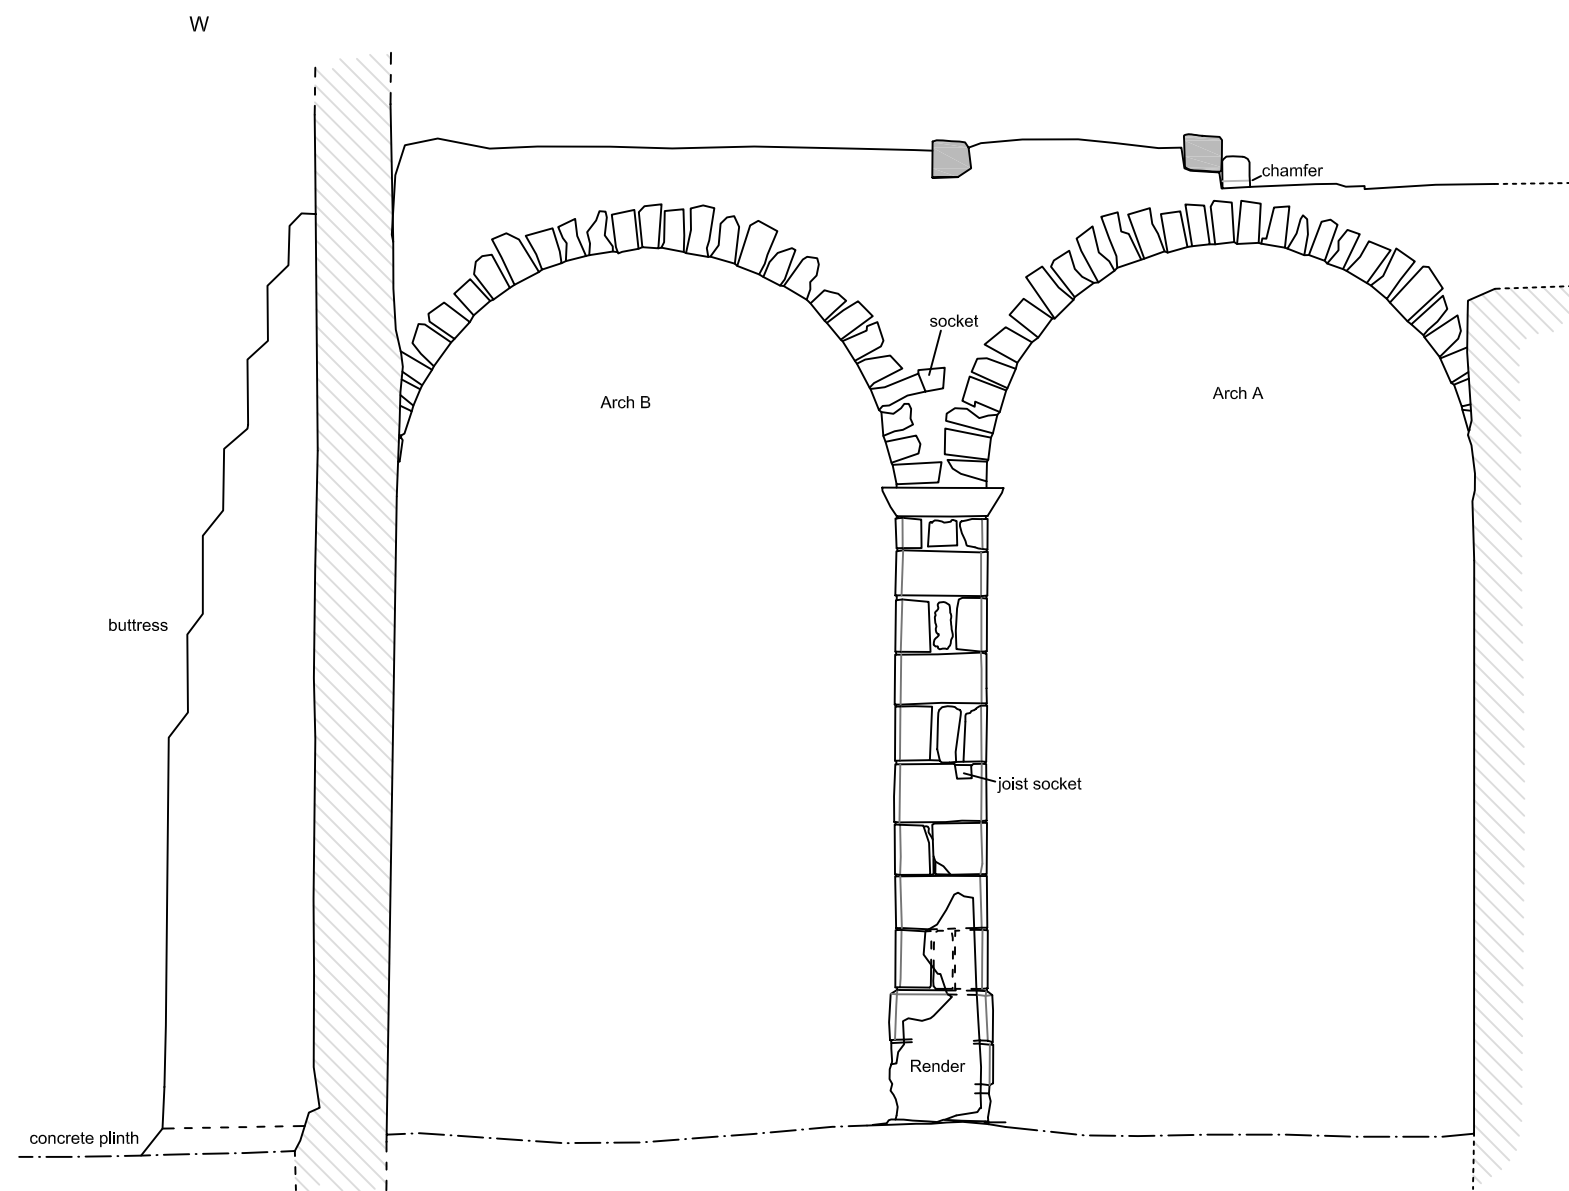 W
chamfer
socket
Arch B
Arch A
buttress
joist socket
Render
concrete plinth